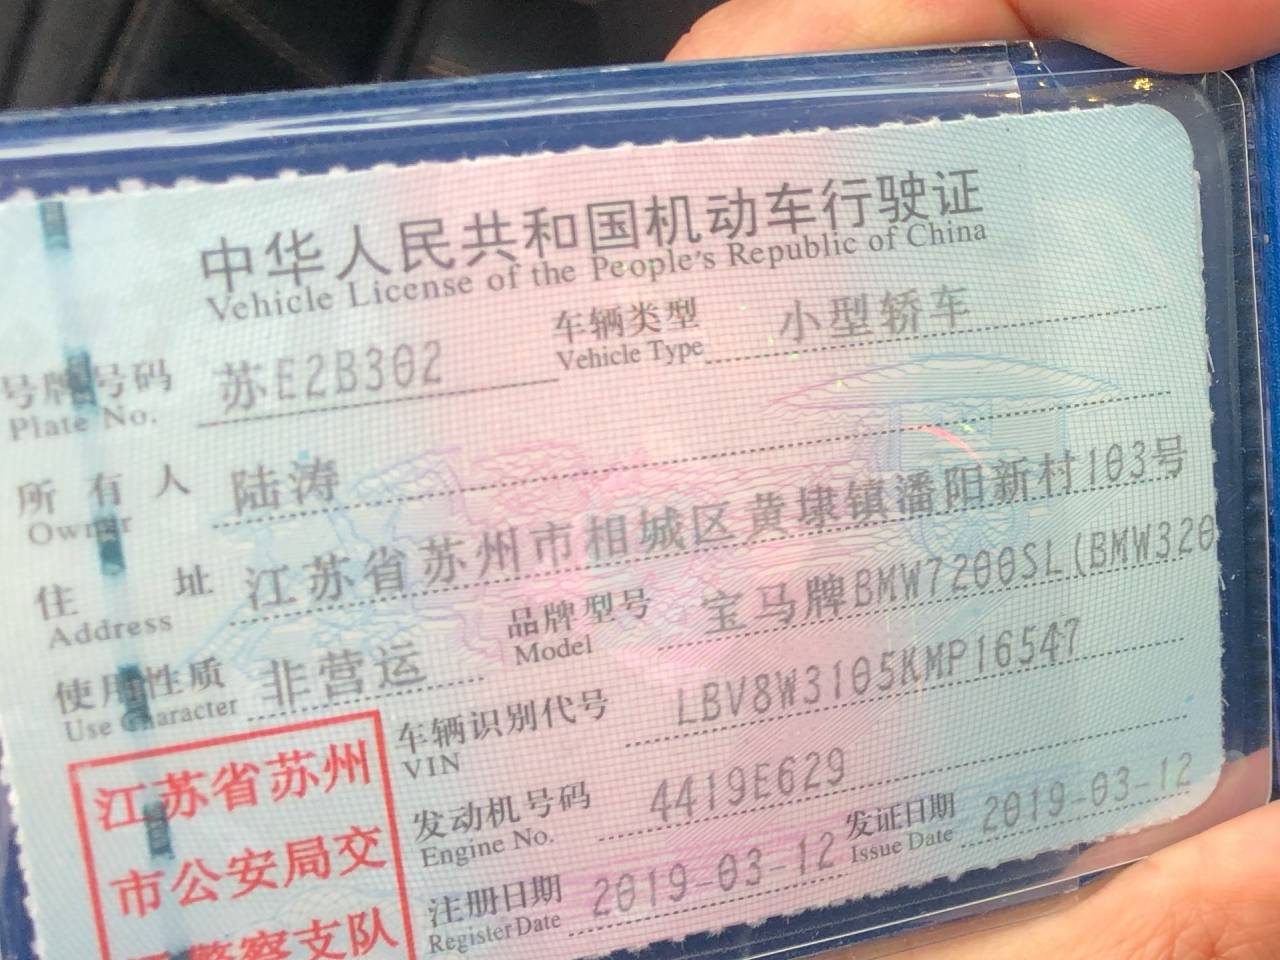 中华人民共和国机动车行驶证
Vehicle License of the People's Republic of China
号牌号码 苏E2B302 车辆类型 小型轿车
Plate No. Vehicle Type
所有人 陆涛
Owner
住址 江苏省苏州市相城区黄埭镇潘阳新村103号
Address
使用性质 非营运 品牌型号 宝马牌BMW7200SL(BMW320
Use Character Model
江苏省苏州
市公安局交
警察支队
车辆识别代号 LBV8W3105KMP16547
VIN
发动机号码 4419E629
Engine No.
注册日期 2019-03-12 发证日期 2019-03-12
Register Date Issue Date